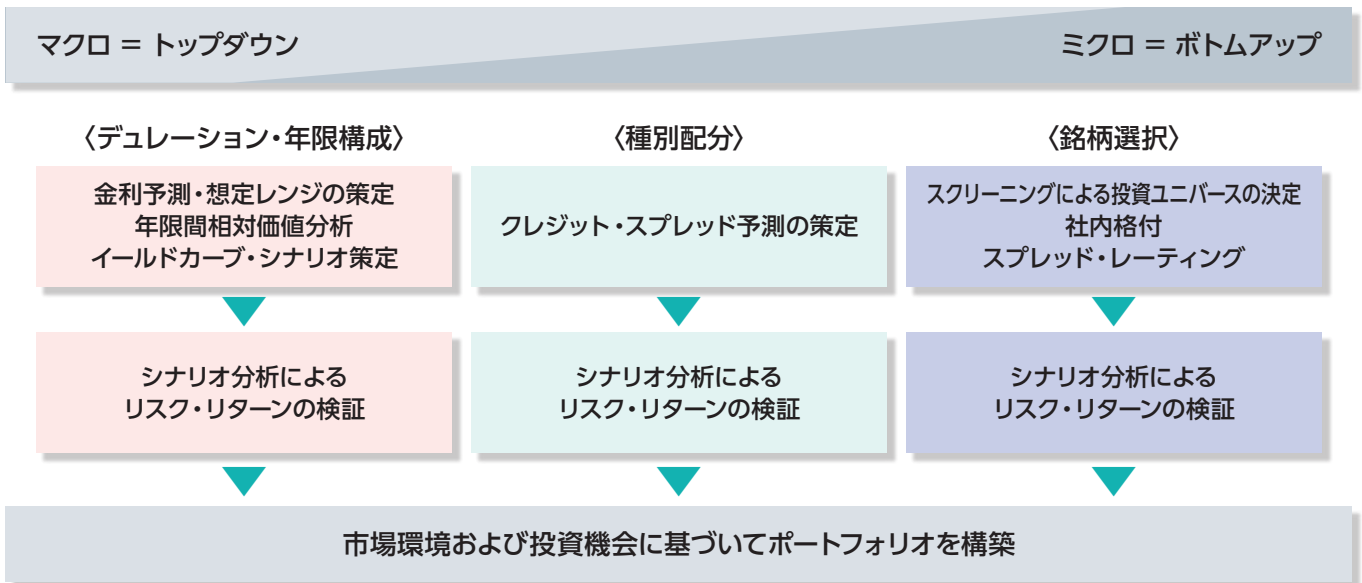 マクロ = トップダウン
ミクロ = ボトムアップ
〈デュレーション・年限構成〉
金利予測・想定レンジの策定
年限間相対価値分析
イールドカーブ・シナリオ策定
シナリオ分析による
リスク・リターンの検証
〈種別配分〉
クレジット・スプレッド予測の策定
シナリオ分析による
リスク・リターンの検証
〈銘柄選択〉
スクリーニングによる投資ユニバースの決定
社内格付
スプレッド・レーティング
シナリオ分析による
リスク・リターンの検証
市場環境および投資機会に基づいてポートフォリオを構築